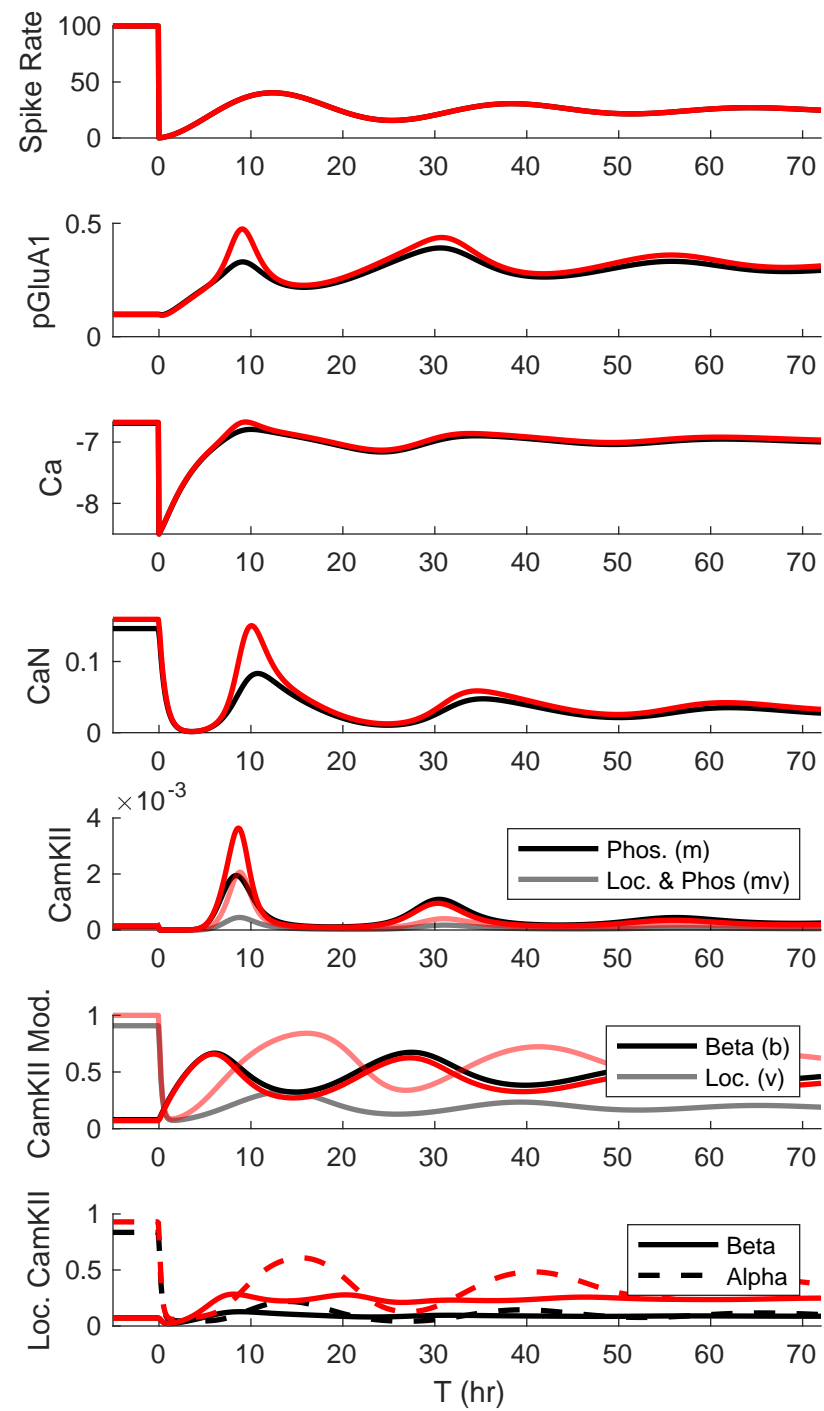 Spike Rate
100
50
0
0 10 20 30 40 50 60 70
pGluA1
0.5
0
0 10 20 30 40 50 60 70
Ca
-7
-8
0 10 20 30 40 50 60 70
CaN
0.1
0
0 10 20 30 40 50 60 70
×10⁻³
CamKII
4
2
0
Phos. (m)
Loc. & Phos (mv)
0 10 20 30 40 50 60 70
CamKII Mod.
1
0.5
0
Beta (b)
Loc. (v)
0 10 20 30 40 50 60 70
Loc. CamKII
1
0.5
0
Beta
Alpha
0 10 20 30 40 50 60 70
T (hr)